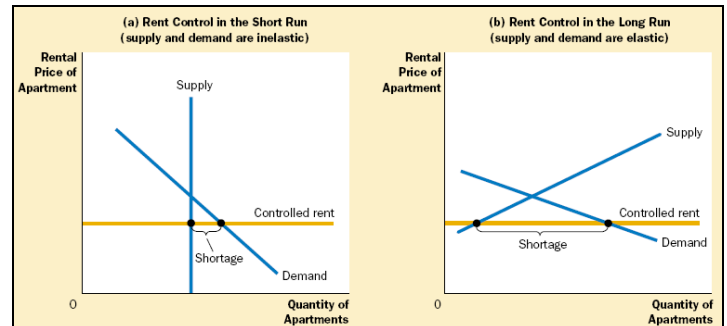 (a) Rent Control in the Short Run
(supply and demand are inelastic)
Rental
Price of
Apartment
Supply
Controlled rent
Shortage
Demand
0
Quantity of
Apartments
(b) Rent Control in the Long Run
(supply and demand are elastic)
Rental
Price of
Apartment
Supply
Controlled rent
Shortage
Demand
0
Quantity of
Apartments